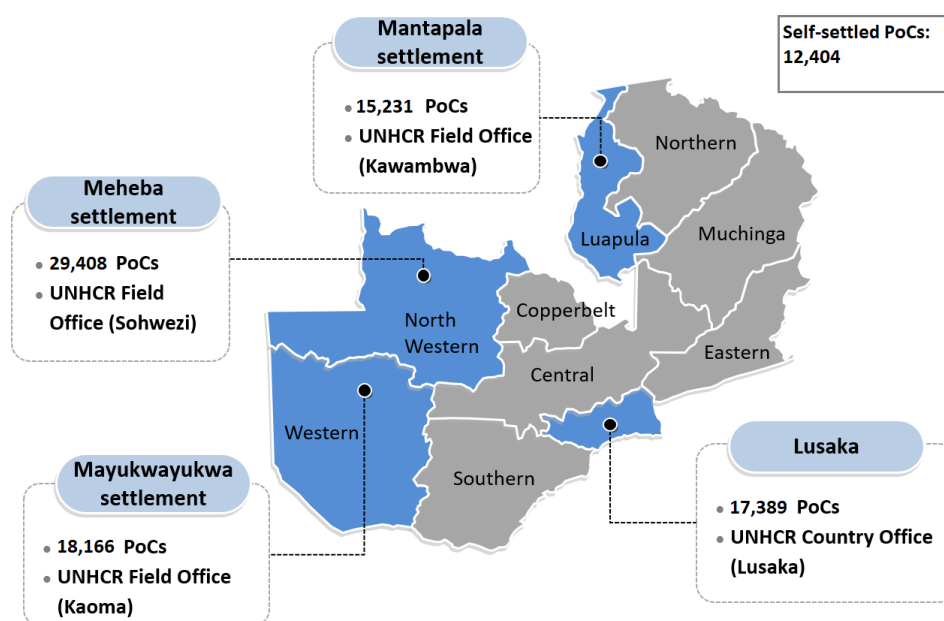 Mantapala
settlement
15,231 PoCs
UNHCR Field Office
(Kawambwa)
Self-settled PoCs:
12,404
Meheba
settlement
29,408 PoCs
UNHCR Field
Office (Sohwezi)
Northern
Muchinga
Luapula
Copperbelt
North
Western
Eastern
Central
Western
Southern
Mayukwayukwa
settlement
18,166 PoCs
UNHCR Field Office
(Kaoma)
Lusaka
17,389 PoCs
UNHCR Country Office
(Lusaka)